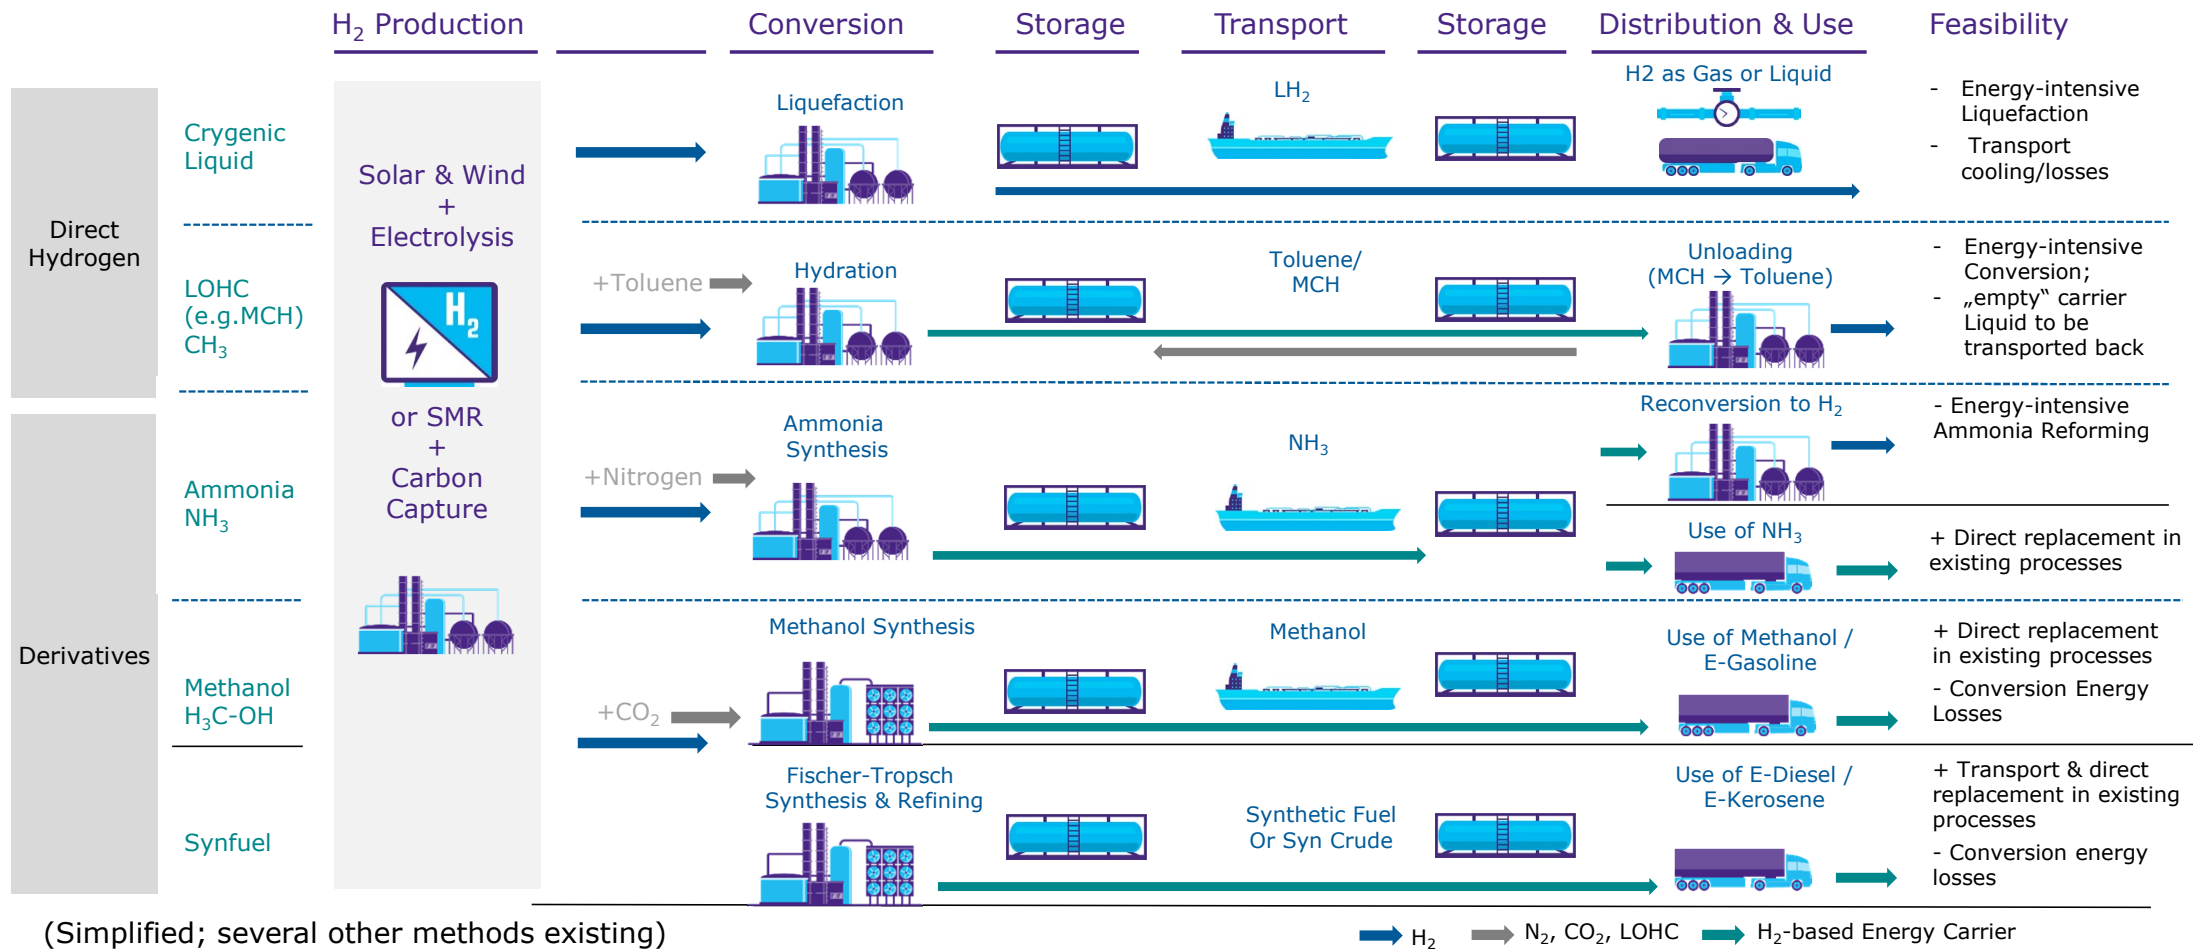 H₂ Production
Conversion
Storage
Transport
Storage
Distribution & Use
Feasibility
Direct
Hydrogen
Derivatives
Solar & Wind
+
Electrolysis
H₂
or SMR
+
Carbon
Capture
Crygenic
Liquid
Liquefaction
LH₂
H2 as Gas or Liquid
- Energy-intensive
Liquefaction
- Transport
cooling/losses
LOHC
(e.g.MCH)
CH₃
+Toluene
Hydration
Toluene/
MCH
Unloading
(MCH → Toluene)
- Energy-intensive
Conversion;
- „empty“ carrier
Liquid to be
transported back
Ammonia
NH₃
+Nitrogen
Ammonia
Synthesis
NH₃
Reconversion to H₂
- Energy-intensive
Ammonia Reforming
Use of NH₃
+ Direct replacement in
existing processes
Methanol
H₃C-OH
+CO₂
Methanol Synthesis
Methanol
Use of Methanol /
E-Gasoline
+ Direct replacement
in existing processes
- Conversion Energy
Losses
Synfuel
Fischer-Tropsch
Synthesis & Refining
Synthetic Fuel
Or Syn Crude
Use of E-Diesel /
E-Kerosene
+ Transport & direct
replacement in existing
processes
- Conversion energy
losses
(Simplified; several other methods existing)
H₂
N₂, CO₂, LOHC
H₂-based Energy Carrier